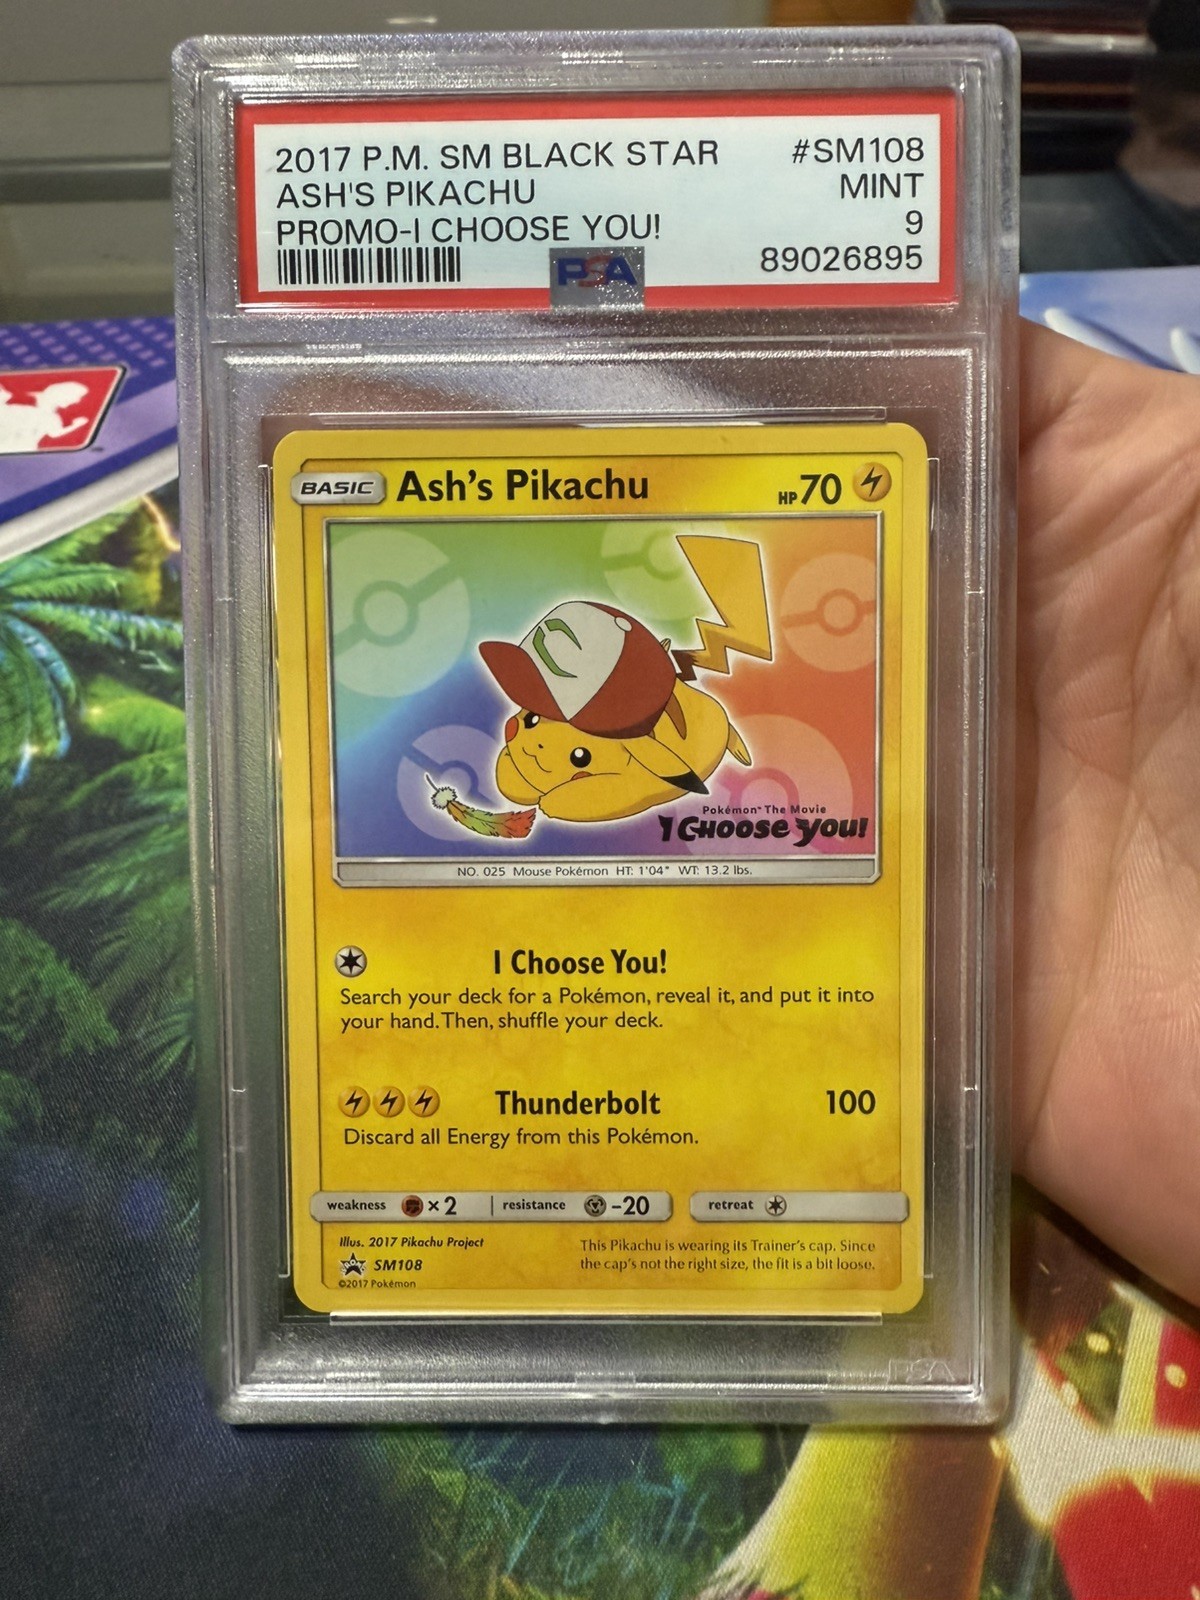 2017 P.M. SM BLACK STAR #SM108
ASH'S PIKACHU MINT
PROMO-I CHOOSE YOU! 9
89026895
PSA
BASIC Ash's Pikachu HP 70
Pokémon™ The Movie
I Choose You!
NO. 025 Mouse Pokémon HT: 1'04" WT: 13.2 lbs.
I Choose You!
Search your deck for a Pokémon, reveal it, and put it into
your hand. Then, shuffle your deck.
Thunderbolt 100
Discard all Energy from this Pokémon.
weakness ×2 resistance -20 retreat
Illus. 2017 Pikachu Project
SM108
©2017 Pokémon
This Pikachu is wearing its Trainer's cap. Since
the cap's not the right size, the fit is a bit loose.
PSA